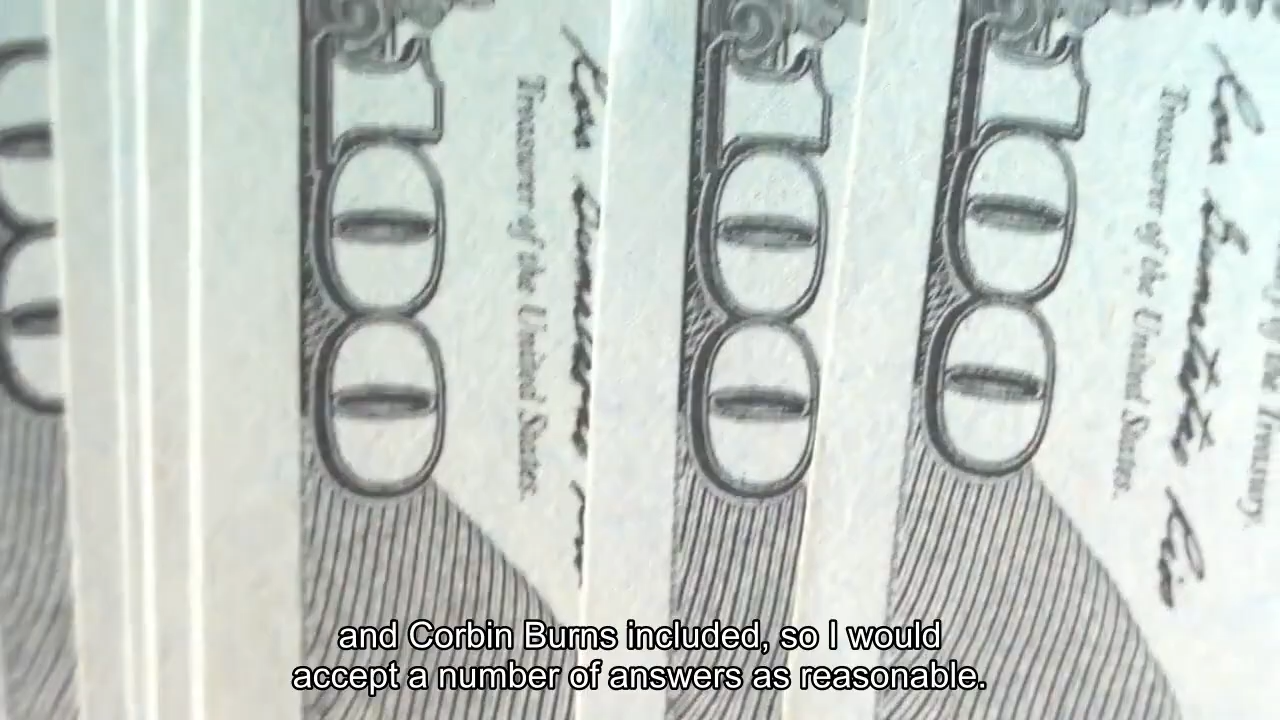 100
Treasurer of the United States.
100
100
Treasurer of the United States.
of the Treasury.
and Corbin Burns included, so I would
accept a number of answers as reasonable.